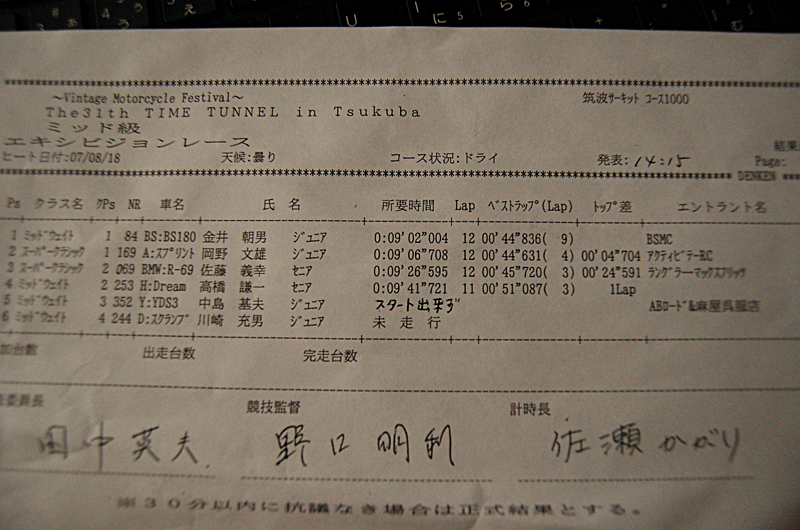 ～Vintage Motorcycle Festival～ 筑波ｻｰｷｯﾄ ｺｰｽ1000
The31th TIME TUNNEL in Tsukuba
ミッド級
エキシビジョンレース 結果
ヒート日付:07/08/18 天候:曇り コース状況:ドライ 発表:14:15 Page:
DENKEN
Ps クラス名 ｸPs NR 車名 氏 名 所要時間 Lap ﾍﾞｽﾄﾗｯﾌﾟ(Lap) ﾄｯﾌﾟ差 エントラント名
1 ﾐｯﾄﾞｳｪｲﾄ 1 84 BS:BS180 金井 朝男 ｼﾞｭﾆｱ 0:09'02"004 12 00'44"836( 9) BSMC
2 ｽｰﾊﾟｰｸﾗｼｯｸ 1 169 A:ｽﾌﾟﾘﾝﾄ 岡野 文雄 ｼﾞｭﾆｱ 0:09'06"708 12 00'44"631( 4) 00'04"704 ｱｸﾃｨﾋﾞﾃｰRC
3 ｽｰﾊﾟｰｸﾗｼｯｸ 2 069 BMW:R-69 佐藤 義幸 ｾﾆｱ 0:09'26"595 12 00'45"720( 3) 00'24"591 ﾗﾝｸﾞﾗｰﾏｯｸｽﾌﾘｯﾂ
4 ﾐｯﾄﾞｳｪｲﾄ 2 253 H:Dream 高橋 謙一 ｾﾆｱ 0:09'41"721 11 00'51"087( 3) 1Lap
5 ﾐｯﾄﾞｳｪｲﾄ 3 352 Y:YDS3 中島 基夫 ｼﾞｭﾆｱ スタート出来ず ABﾛｰﾄﾞ&麻屋呉服店
6 ﾐｯﾄﾞｳｪｲﾄ 4 244 D:ｽｸﾗﾝﾌﾞ 川崎 充男 ｼﾞｭﾆｱ 未 走 行
加台数 出走台数 完走台数
委員長 競技監督 計時長
田中英夫 野口明利 佐瀬かがり
※30分以内に抗議なき場合は正式結果とする。